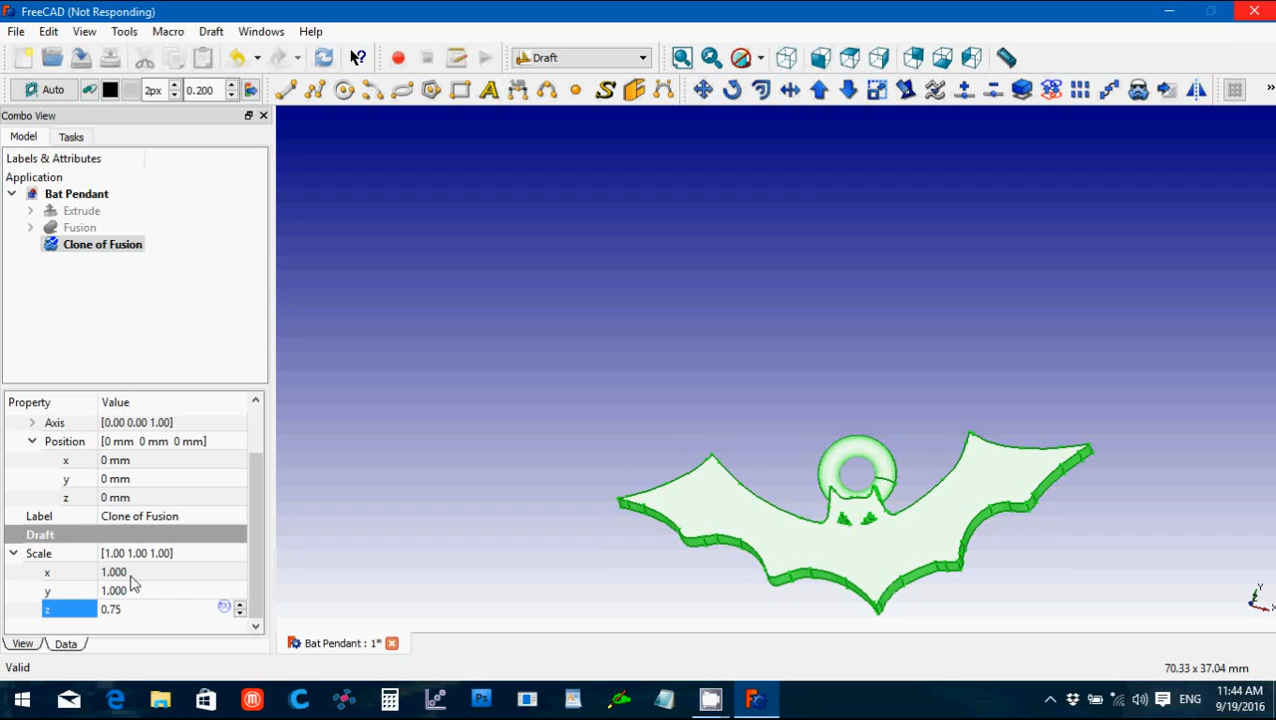 FreeCAD (Not Responding)
File Edit View Tools Macro Draft Windows Help
Draft
Auto 2px 0.200 »
Combo View
Model Tasks
Labels & Attributes
Application
Bat Pendant
Extrude
Fusion
Clone of Fusion
Property Value
Axis [0.00 0.00 1.00]
Position [0 mm 0 mm 0 mm]
x 0 mm
y 0 mm
z 0 mm
Label Clone of Fusion
Draft
Scale [1.00 1.00 1.00]
x 1.000
y 1.000
z 0.75
View Data
Bat Pendant : 1*
Y
X
Valid
70.33 x 37.04 mm
ENG
11:44 AM
9/19/2016